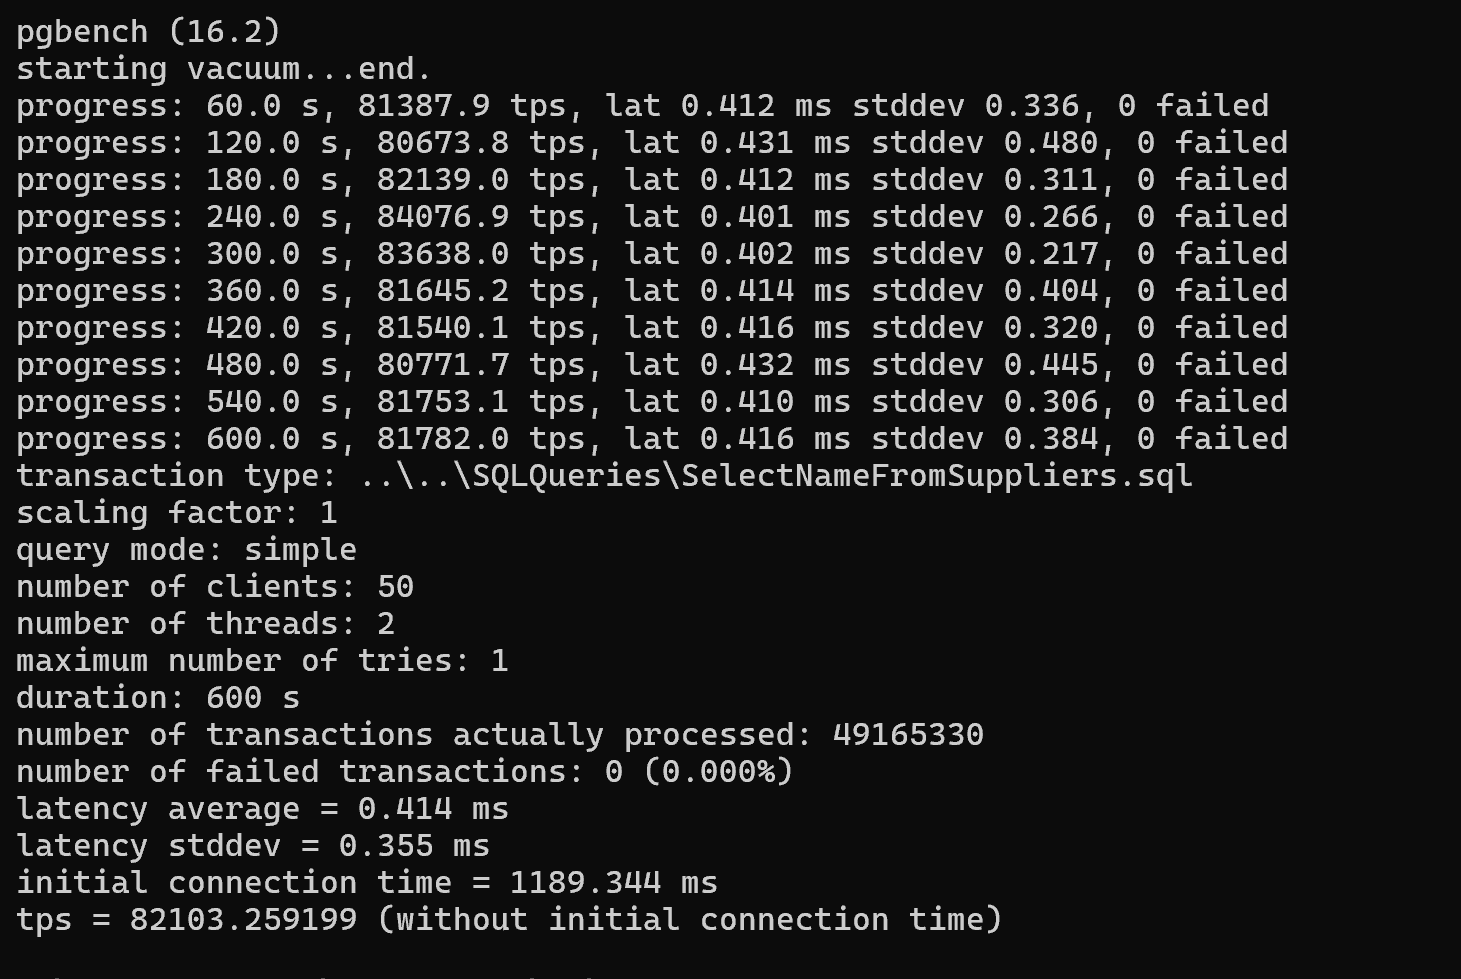 pgbench (16.2)
starting vacuum...end.
progress: 60.0 s, 81387.9 tps, lat 0.412 ms stddev 0.336, 0 failed
progress: 120.0 s, 80673.8 tps, lat 0.431 ms stddev 0.480, 0 failed
progress: 180.0 s, 82139.0 tps, lat 0.412 ms stddev 0.311, 0 failed
progress: 240.0 s, 84076.9 tps, lat 0.401 ms stddev 0.266, 0 failed
progress: 300.0 s, 83638.0 tps, lat 0.402 ms stddev 0.217, 0 failed
progress: 360.0 s, 81645.2 tps, lat 0.414 ms stddev 0.404, 0 failed
progress: 420.0 s, 81540.1 tps, lat 0.416 ms stddev 0.320, 0 failed
progress: 480.0 s, 80771.7 tps, lat 0.432 ms stddev 0.445, 0 failed
progress: 540.0 s, 81753.1 tps, lat 0.410 ms stddev 0.306, 0 failed
progress: 600.0 s, 81782.0 tps, lat 0.416 ms stddev 0.384, 0 failed
transaction type: ..\..\SQLQueries\SelectNameFromSuppliers.sql
scaling factor: 1
query mode: simple
number of clients: 50
number of threads: 2
maximum number of tries: 1
duration: 600 s
number of transactions actually processed: 49165330
number of failed transactions: 0 (0.000%)
latency average = 0.414 ms
latency stddev = 0.355 ms
initial connection time = 1189.344 ms
tps = 82103.259199 (without initial connection time)